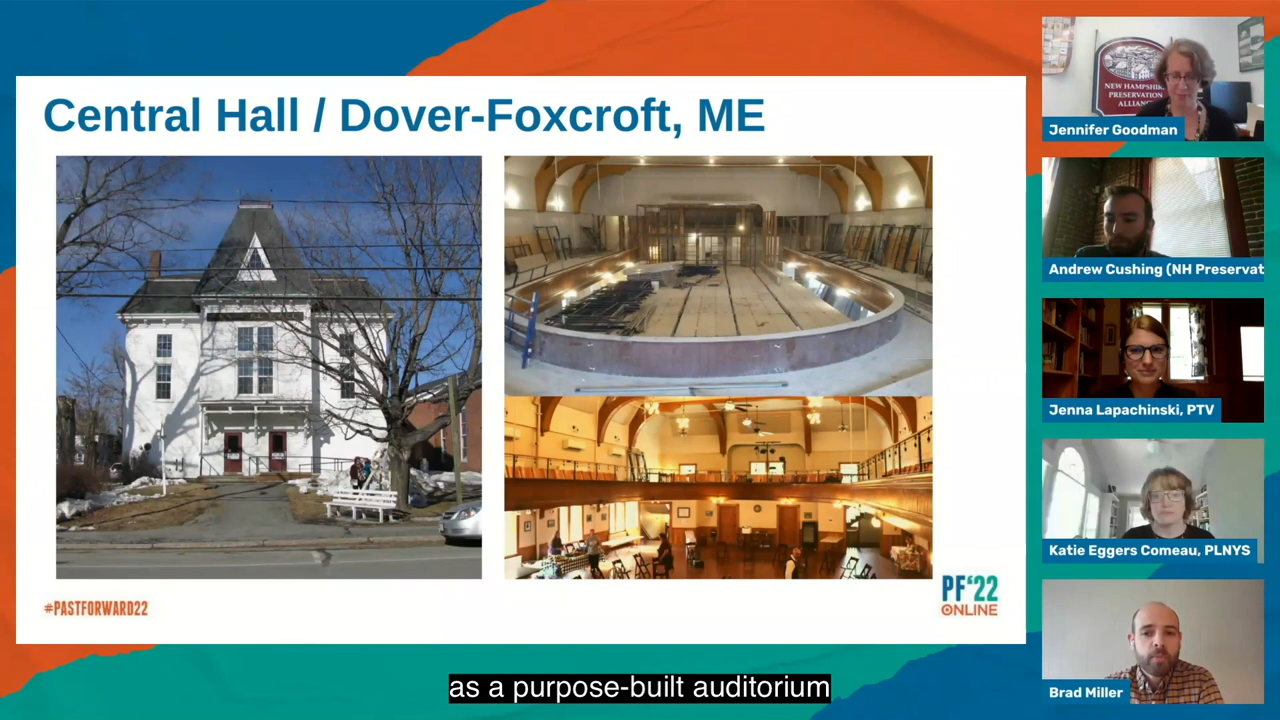 Central Hall / Dover-Foxcroft, ME
#PASTFORWARD22
PF'22
ONLINE
NEW HAMPSHIRE
PRESERVATION
ALLIANCE
Jennifer Goodman
Andrew Cushing (NH Preservat
Jenna Lapachinski, PTV
Katie Eggers Comeau, PLNYS
Brad Miller
as a purpose-built auditorium